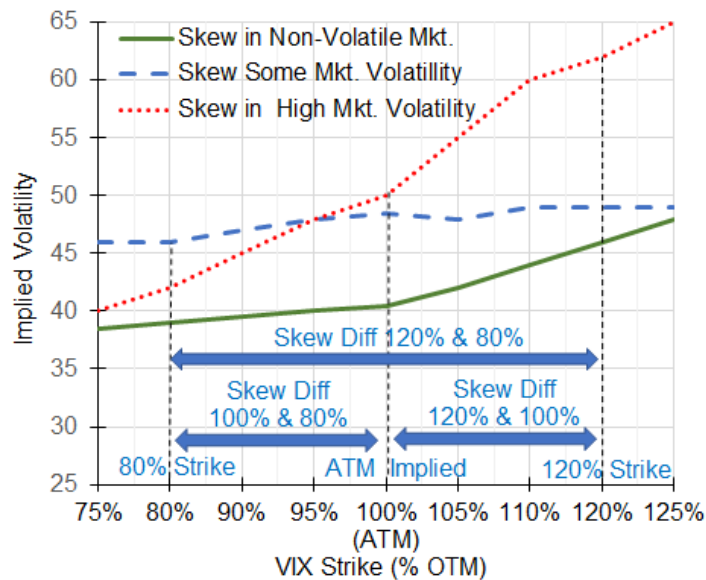 65
60
55
50
45
40
35
30
25
Implied Volatility
Skew in Non-Volatile Mkt.
Skew Some Mkt. Volatillity
Skew in High Mkt. Volatility
Skew Diff 120% & 80%
Skew Diff
100% & 80%
Skew Diff
120% & 100%
80% Strike
ATM Implied
120% Strike
75% 80% 90% 95% 100% 105% 110% 120% 125%
(ATM)
VIX Strike (% OTM)